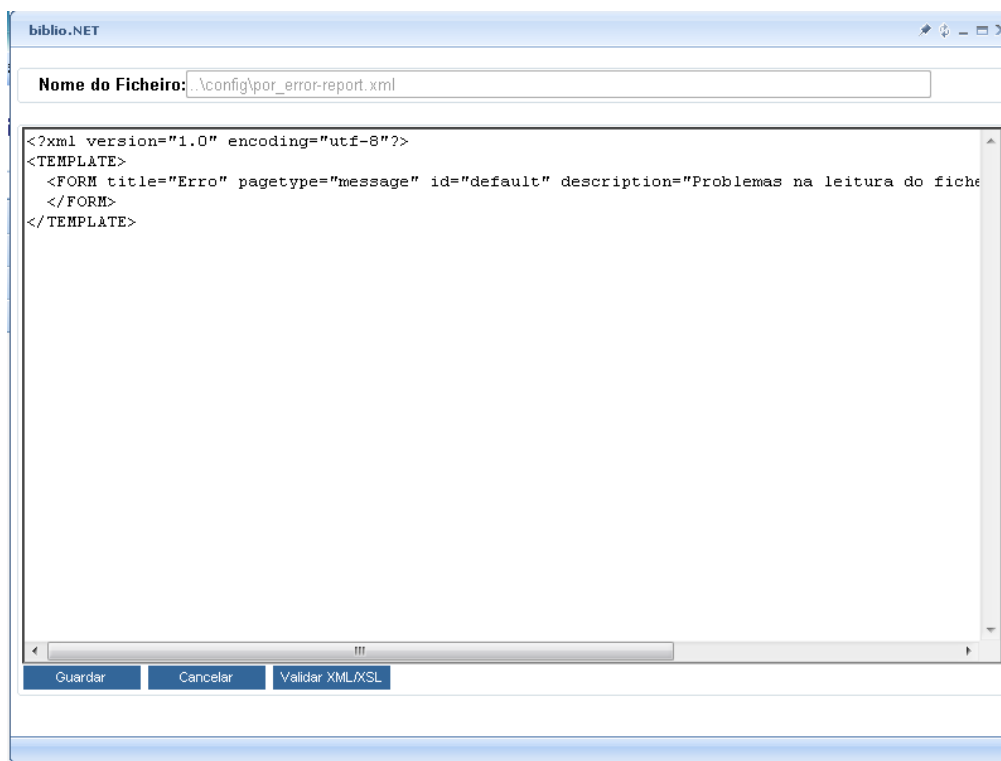 biblio.NET
Nome do Ficheiro: ..\config\por_error-report.xml
<?xml version="1.0" encoding="utf-8"?>
<TEMPLATE>
  <FORM title="Erro" pagetype="message" id="default" description="Problemas na leitura do fiche
  </FORM>
</TEMPLATE>
Guardar Cancelar Validar XML/XSL